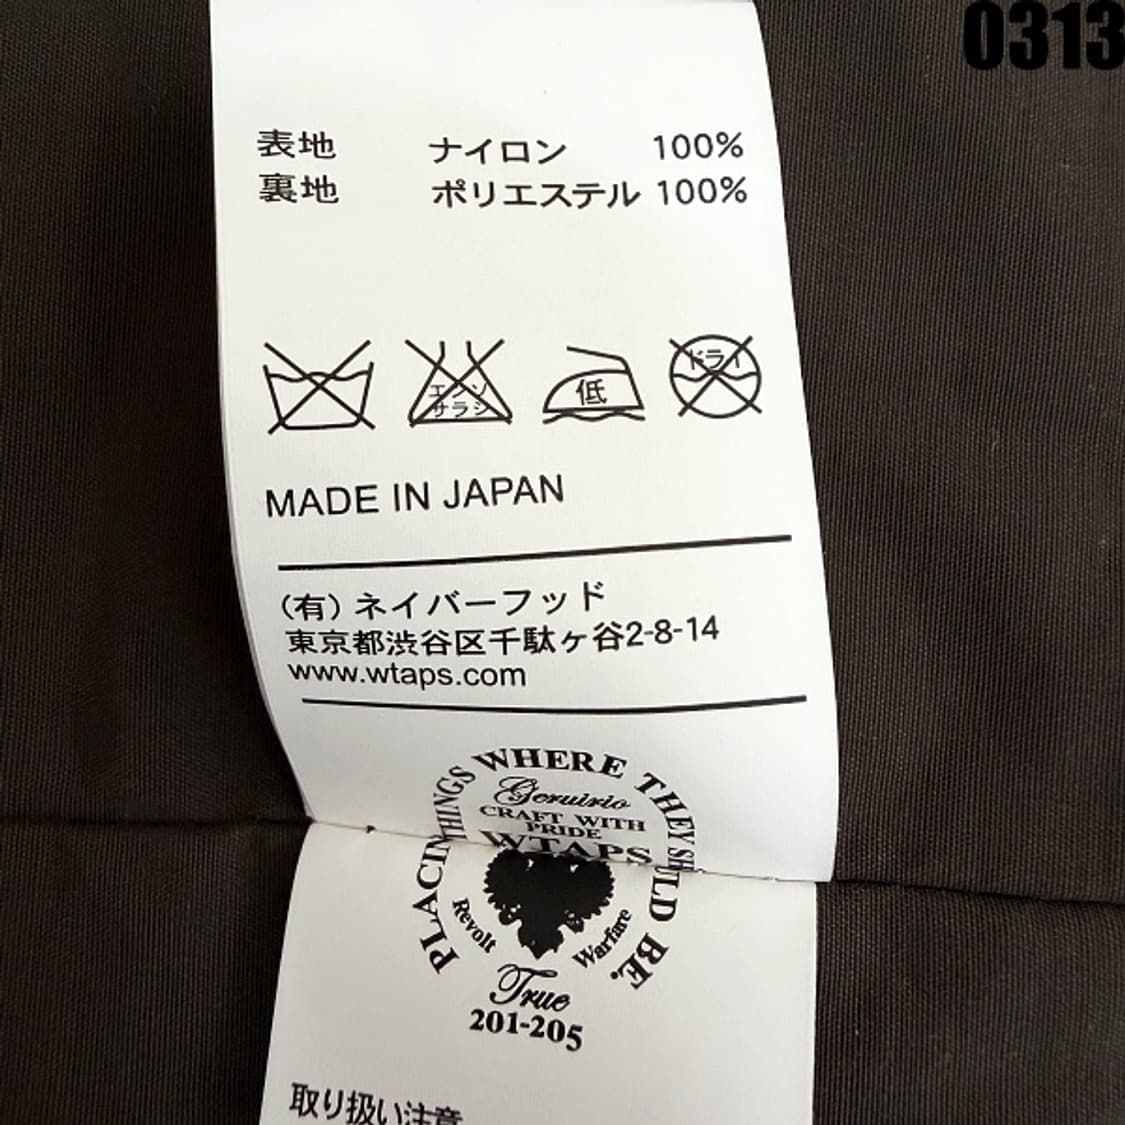 0313
表地 ナイロン 100%
裏地 ポリエステル 100%
エンソ
サラシ
低
ドライ
MADE IN JAPAN
(有) ネイバーフッド
東京都渋谷区千駄ヶ谷2-8-14
www.wtaps.com
PLACIN THINGS WHERE THEY SH ULD BE.
CRAFT WITH
PRIDE
WTAPS
Revolt
Warfare
True
201-205
取り扱い注意